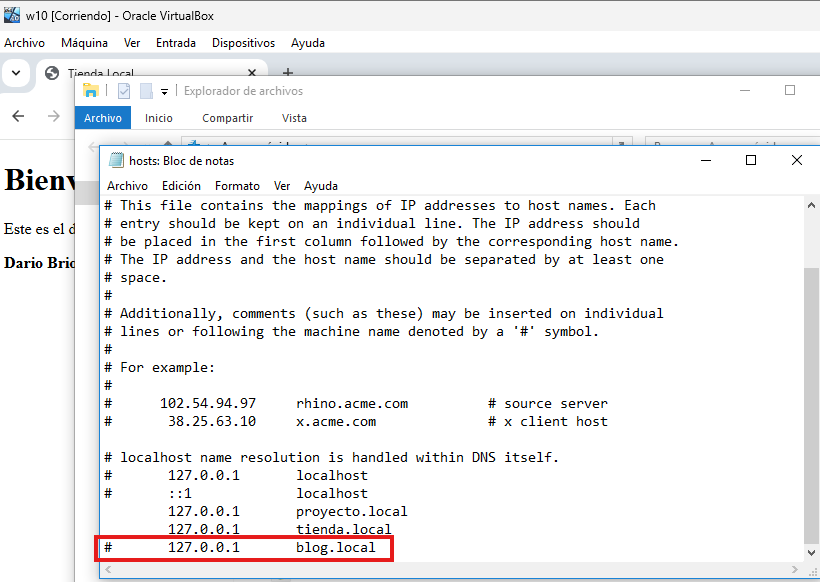 w10 [Corriendo] - Oracle VirtualBox
Archivo Máquina Ver Entrada Dispositivos Ayuda
Tienda Local
Explorador de archivos
Archivo Inicio Compartir Vista
hosts: Bloc de notas
Archivo Edición Formato Ver Ayuda
Este es el
Dario
# This file contains the mappings of IP addresses to host names. Each
# entry should be kept on an individual line. The IP address should
# be placed in the first column followed by the corresponding host name.
# The IP address and the host name should be separated by at least one
# space.
#
# Additionally, comments (such as these) may be inserted on individual
# lines or following the machine name denoted by a '#' symbol.
#
# For example:
#
# 102.54.94.97 rhino.acme.com # source server
# 38.25.63.10 x.acme.com # x client host
# localhost name resolution is handled within DNS itself.
# 127.0.0.1 localhost
# ::1 localhost
127.0.0.1 proyecto.local
127.0.0.1 tienda.local
# 127.0.0.1 blog.local